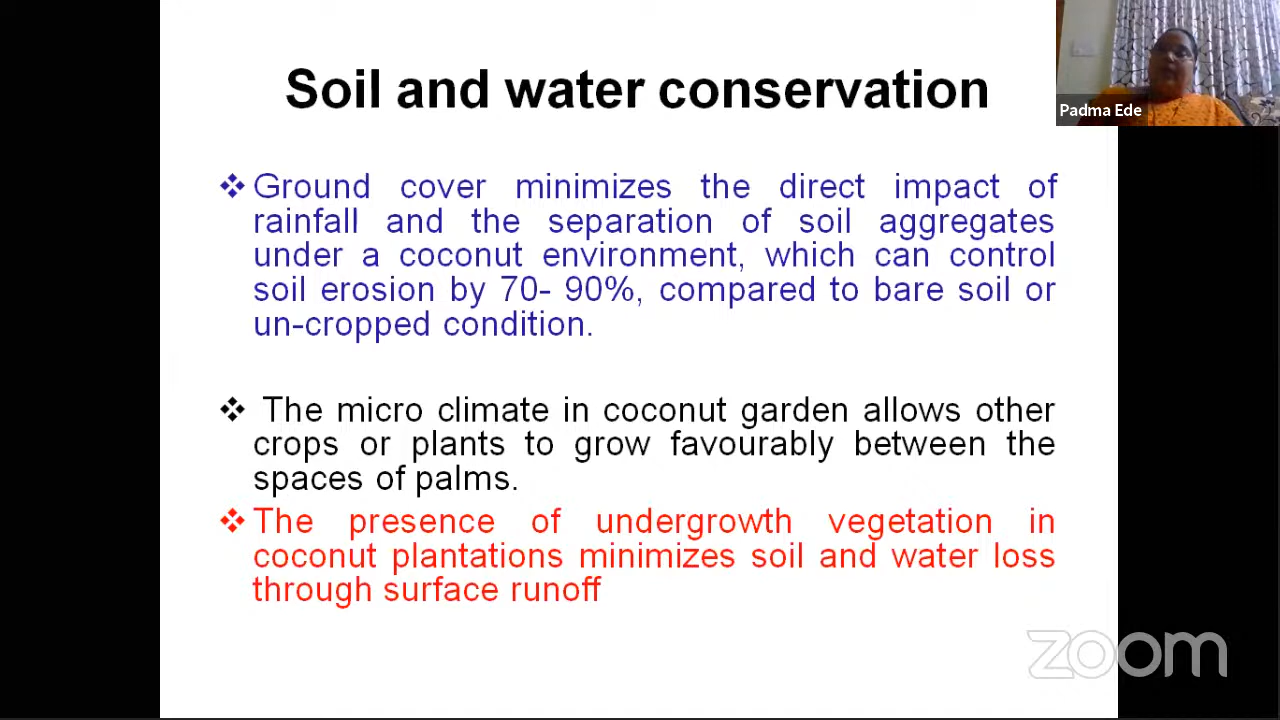 Soil and water conservation
Padma Ede
❖ Ground cover minimizes the direct impact of
rainfall and the separation of soil aggregates
under a coconut environment, which can control
soil erosion by 70- 90%, compared to bare soil or
un-cropped condition.
❖ The micro climate in coconut garden allows other
crops or plants to grow favourably between the
spaces of palms.
❖ The presence of undergrowth vegetation in
coconut plantations minimizes soil and water loss
through surface runoff
zoom